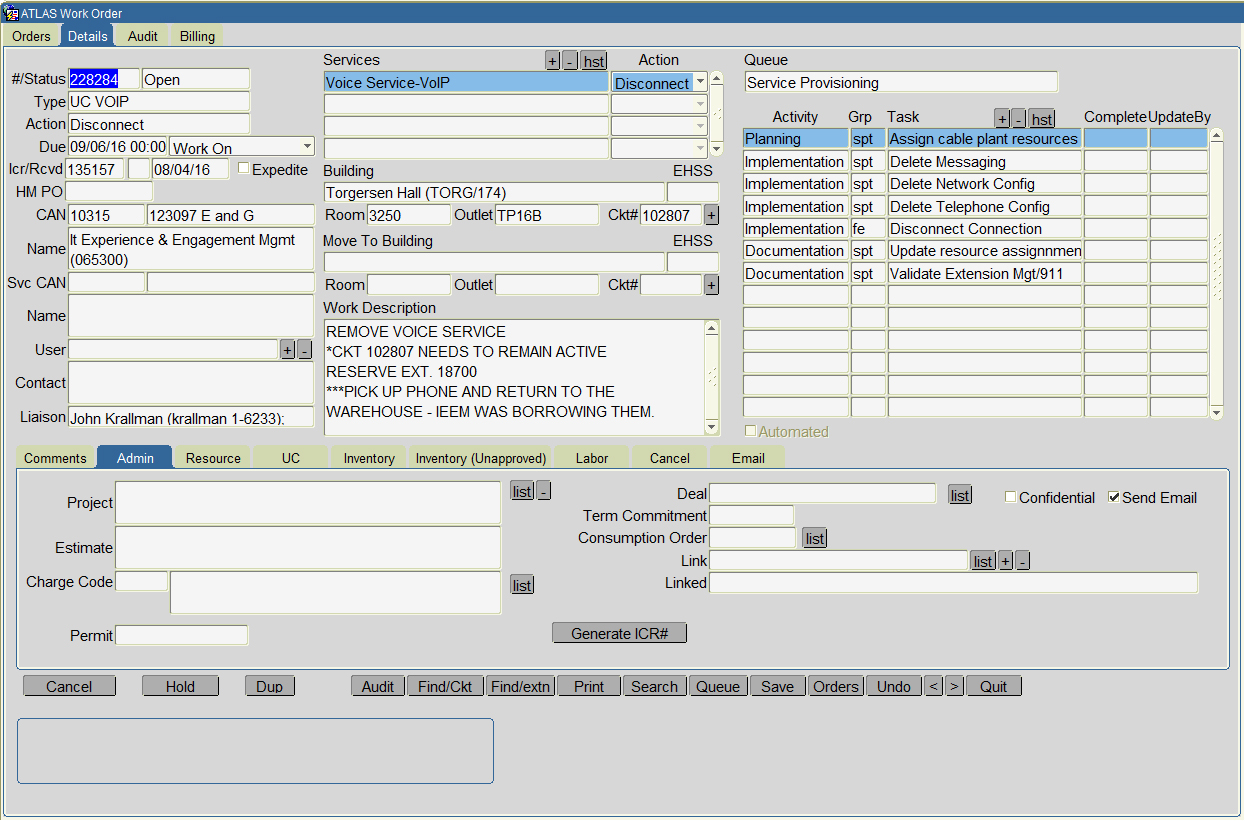 ATLAS Work Order
Orders Details Audit Billing
#/Status 228284 Open
Type UC VOIP
Action Disconnect
Due 09/06/16 00:00 Work On
Icr/Rcvd 135157 08/04/16 Expedite
HM PO
CAN 10315 123097 E and G
Name It Experience & Engagement Mgmt
(065300)
Svc CAN
Name
User + -
Contact
Liaison John Krallman (krallman 1-6233);
Services + - hst Action
Voice Service-VoIP Disconnect
Building EHSS
Torgersen Hall (TORG/174)
Room 3250 Outlet TP16B Ckt# 102807 +
Move To Building EHSS
Room Outlet Ckt# +
Work Description
REMOVE VOICE SERVICE
*CKT 102807 NEEDS TO REMAIN ACTIVE
RESERVE EXT. 18700
***PICK UP PHONE AND RETURN TO THE
WAREHOUSE - IEEM WAS BORROWING THEM.
Queue
Service Provisioning
Activity Grp Task + - hst Complete UpdateBy
Planning spt Assign cable plant resources
Implementation spt Delete Messaging
Implementation spt Delete Network Config
Implementation spt Delete Telephone Config
Implementation fe Disconnect Connection
Documentation spt Update resource assignnmen
Documentation spt Validate Extension Mgt/911
Automated
Comments Admin Resource UC Inventory Inventory (Unapproved) Labor Cancel Email
Project list -
Estimate
Charge Code list
Permit
Deal list Confidential Send Email
Term Commitment
Consumption Order list
Link list + -
Linked
Generate ICR#
Cancel Hold Dup Audit Find/Ckt Find/extn Print Search Queue Save Orders Undo < > Quit